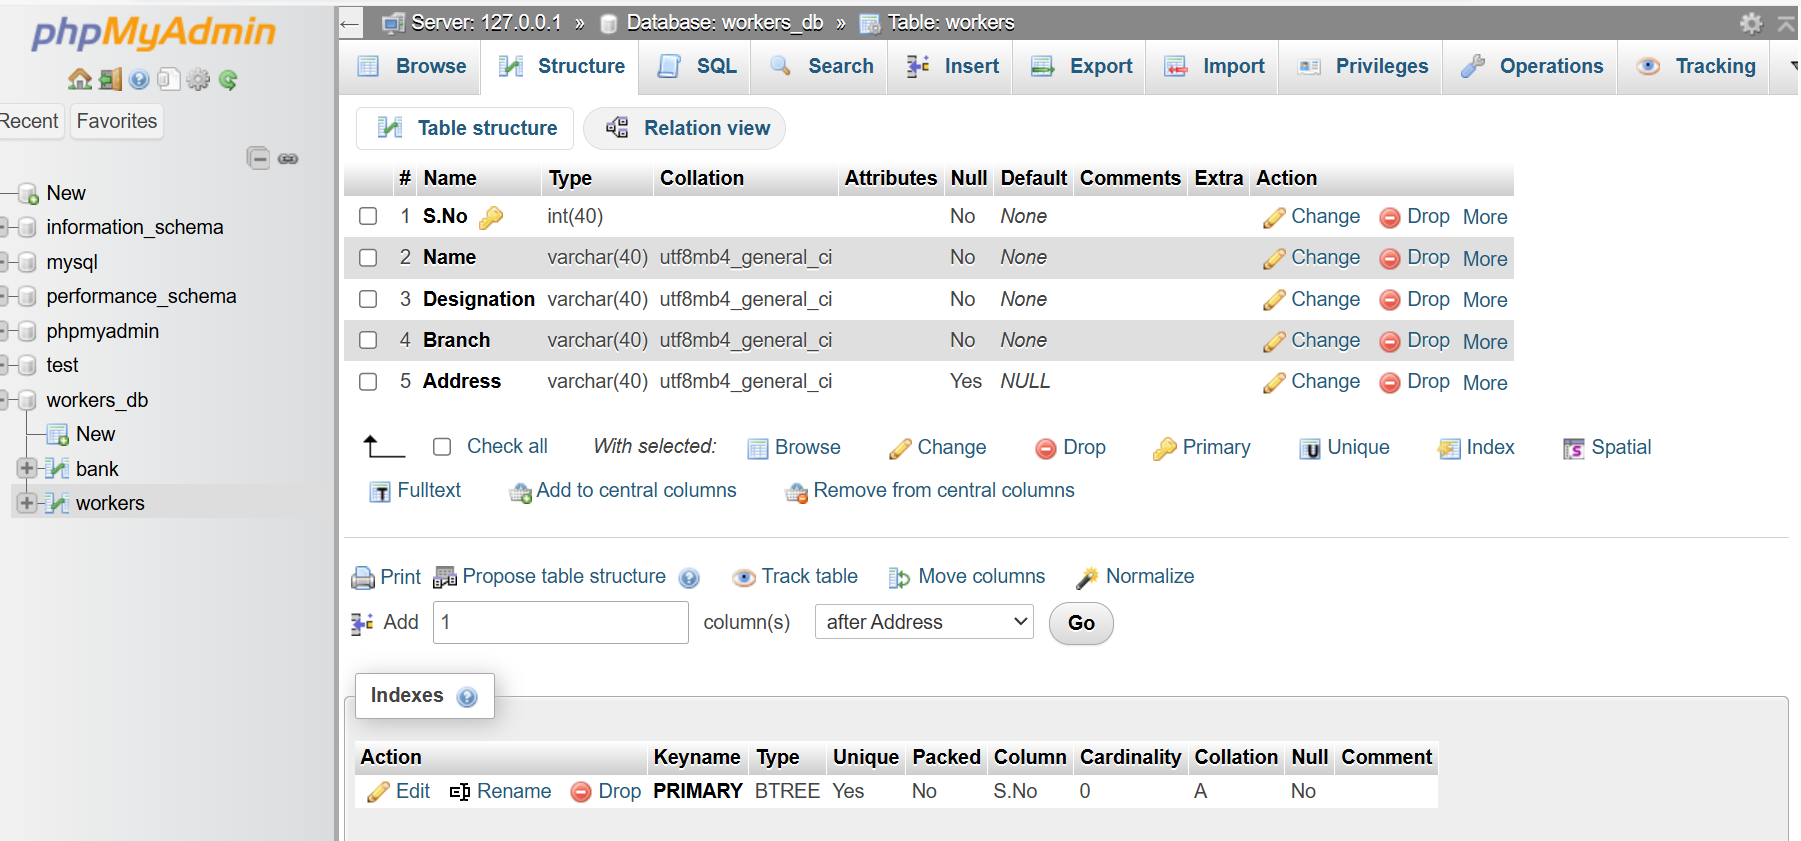 phpMyAdmin
Recent Favorites
New
information_schema
mysql
performance_schema
phpmyadmin
test
workers_db
New
bank
workers
Server: 127.0.0.1 » Database: workers_db » Table: workers
Browse Structure SQL Search Insert Export Import Privileges Operations Tracking
Table structure Relation view
# Name Type Collation Attributes Null Default Comments Extra Action
1 S.No int(40) No None Change Drop More
2 Name varchar(40) utf8mb4_general_ci No None Change Drop More
3 Designation varchar(40) utf8mb4_general_ci No None Change Drop More
4 Branch varchar(40) utf8mb4_general_ci No None Change Drop More
5 Address varchar(40) utf8mb4_general_ci Yes NULL Change Drop More
Check all With selected: Browse Change Drop Primary Unique Index Spatial
Fulltext Add to central columns Remove from central columns
Print Propose table structure Track table Move columns Normalize
Add 1 column(s) after Address Go
Indexes
Action Keyname Type Unique Packed Column Cardinality Collation Null Comment
Edit Rename Drop PRIMARY BTREE Yes No S.No 0 A No